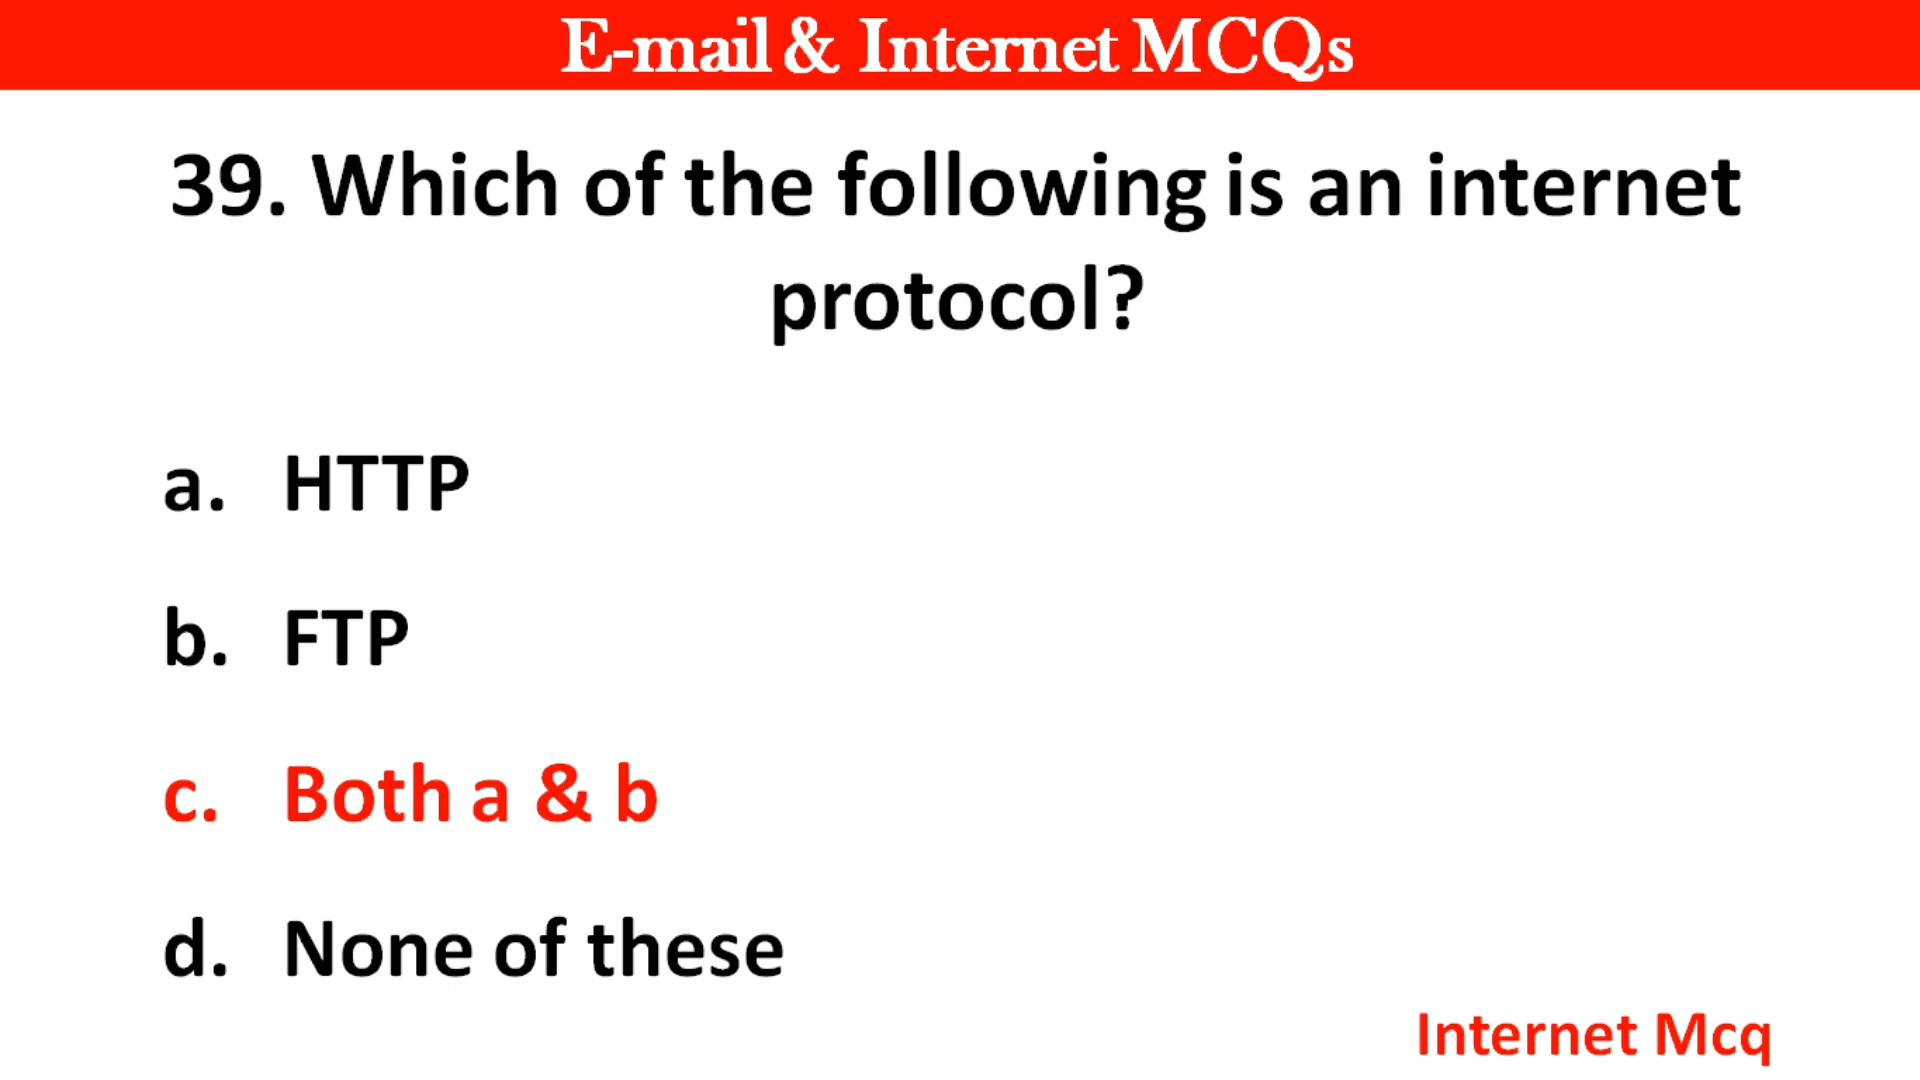 E-mail & Internet MCQs
39. Which of the following is an internet
protocol?
a. HTTP
b. FTP
c. Both a & b
d. None of these
Internet Mcq